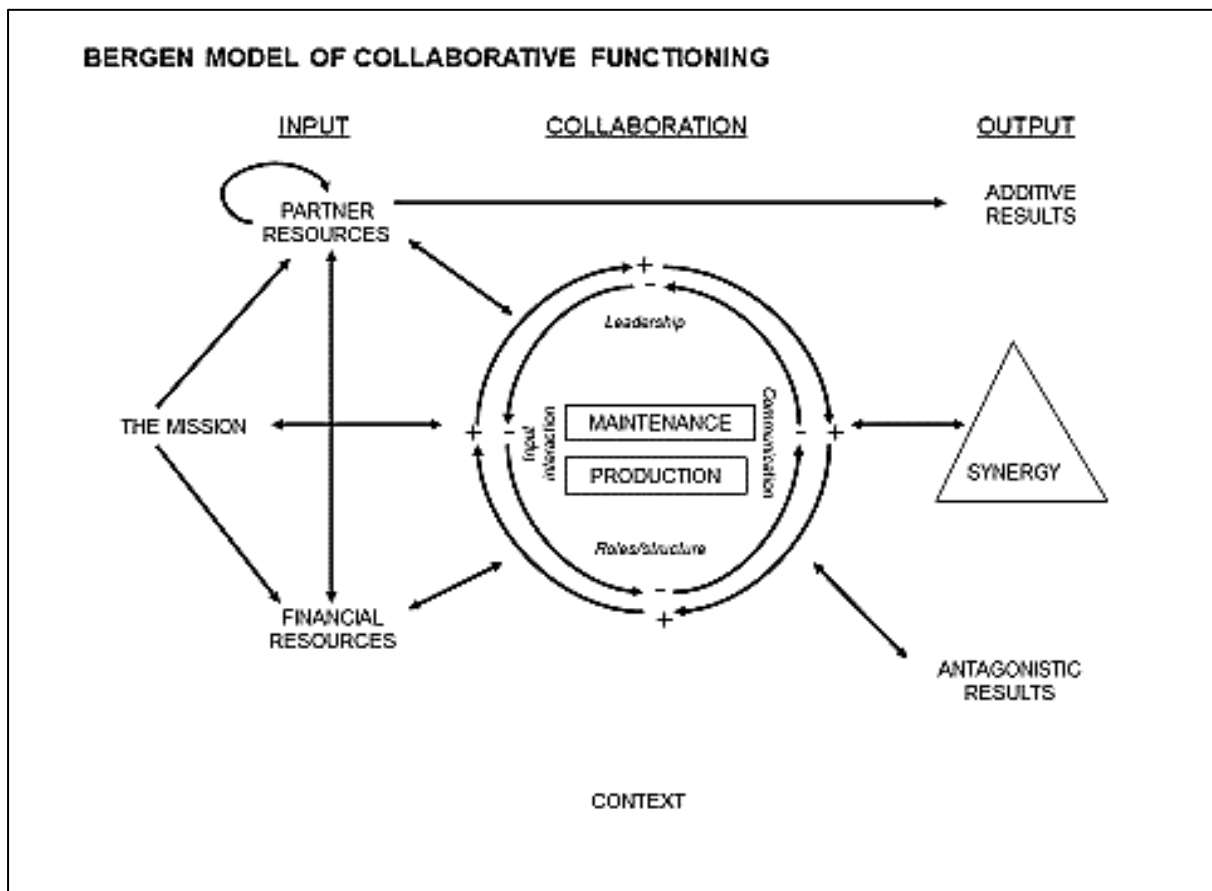 BERGEN MODEL OF COLLABORATIVE FUNCTIONING
INPUT
COLLABORATION
OUTPUT
PARTNER
RESOURCES
ADDITIVE
RESULTS
+
-
Leadership
THE MISSION
+
-
Input
interaction
MAINTENANCE
PRODUCTION
Communication
-
+
SYNERGY
Roles/structure
-
+
FINANCIAL
RESOURCES
ANTAGONISTIC
RESULTS
CONTEXT